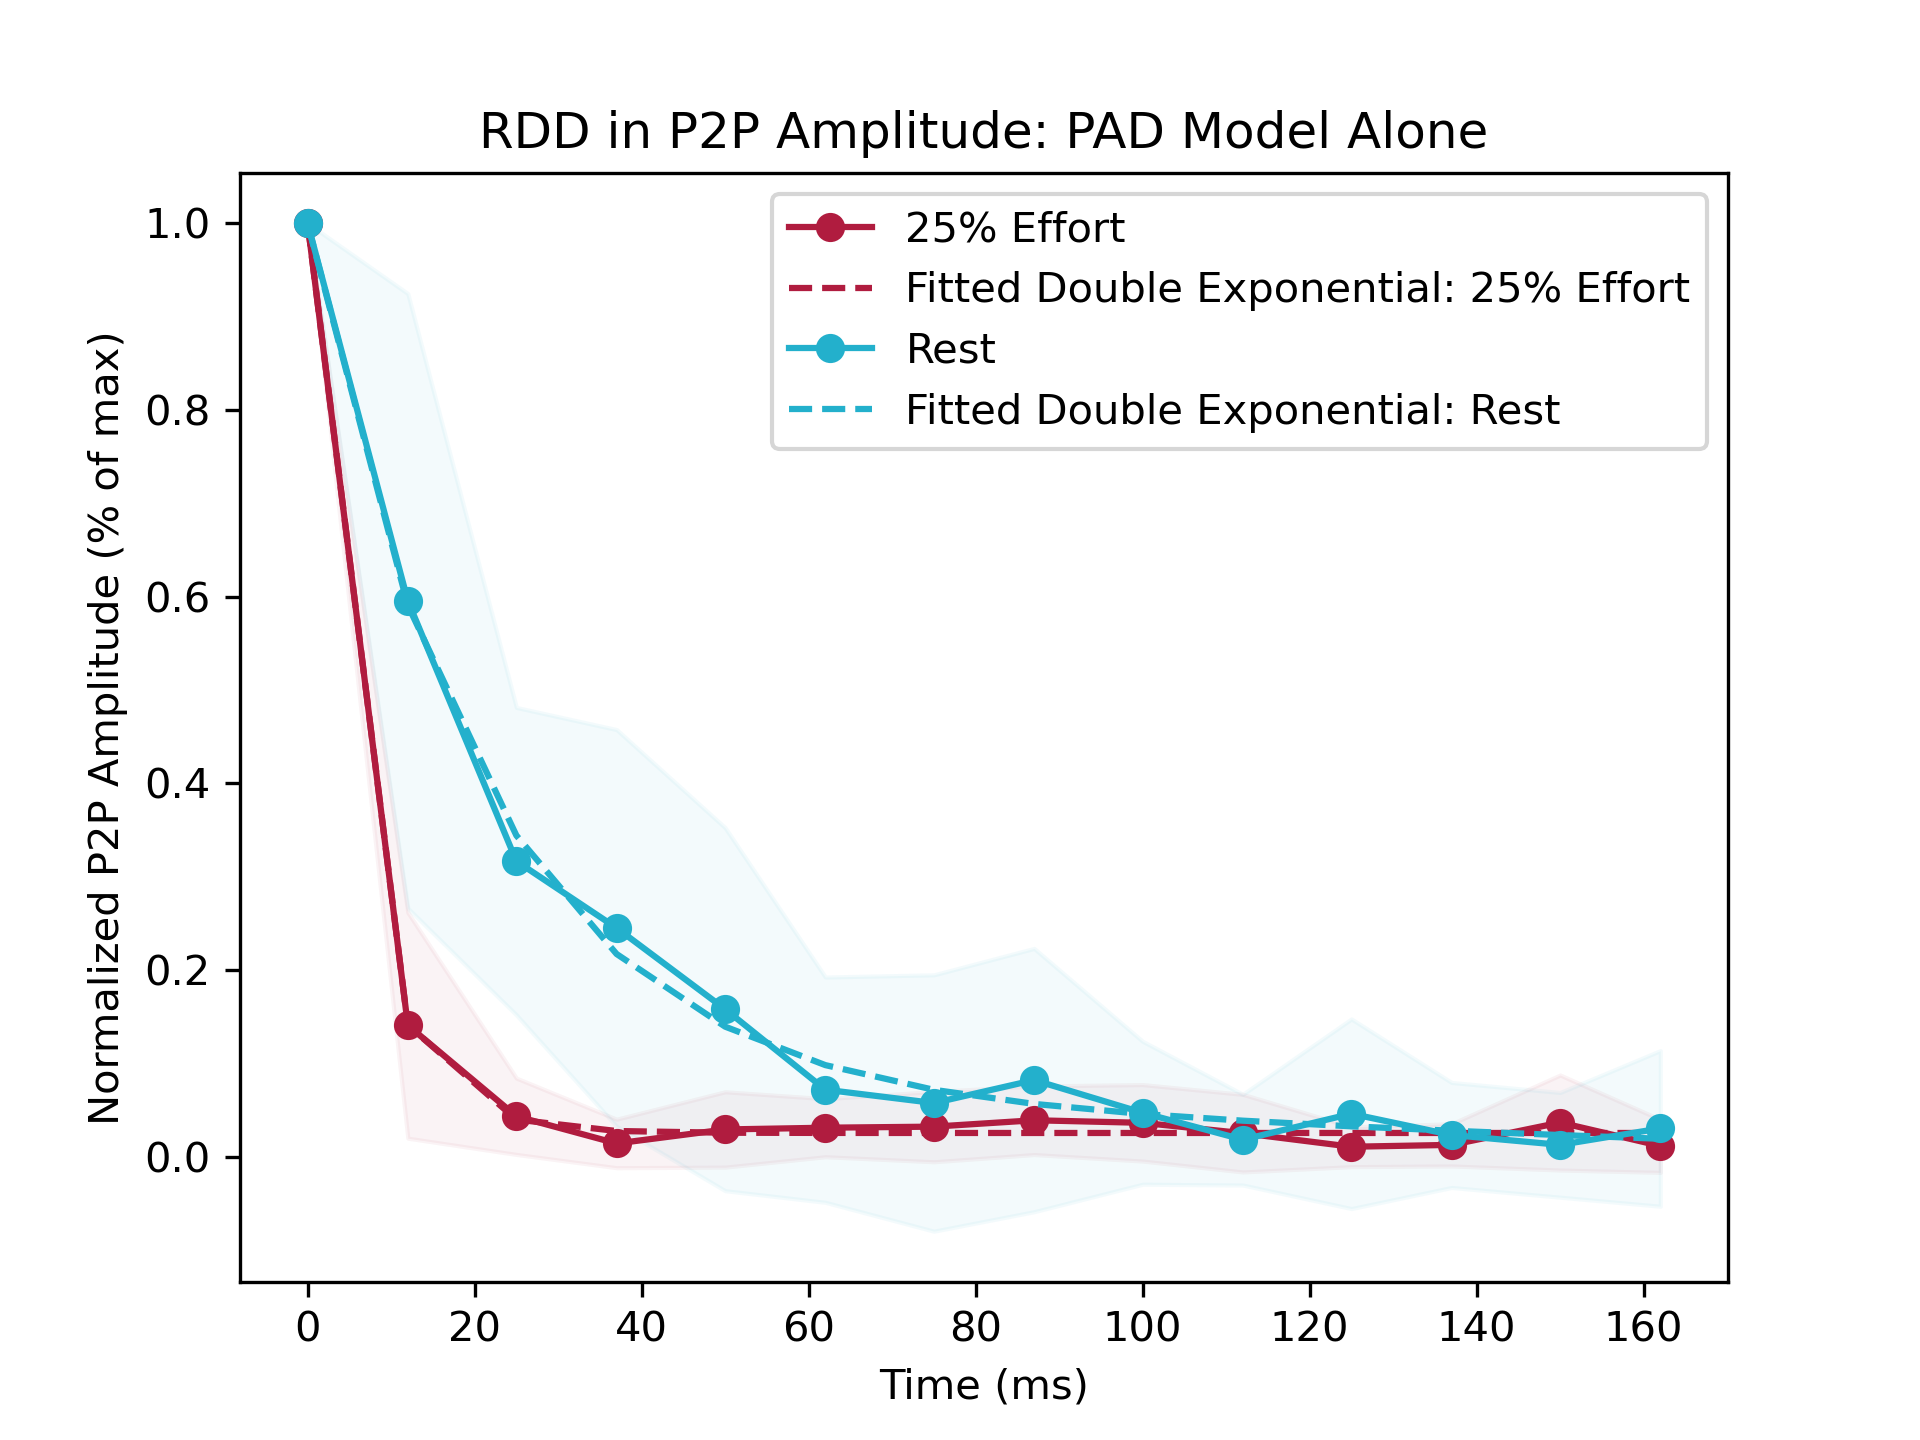 RDD in P2P Amplitude: PAD Model Alone
25% Effort
Fitted Double Exponential: 25% Effort
Rest
Fitted Double Exponential: Rest
Normalized P2P Amplitude (% of max)
1.0
0.8
0.6
0.4
0.2
0.0
0 20 40 60 80 100 120 140 160
Time (ms)